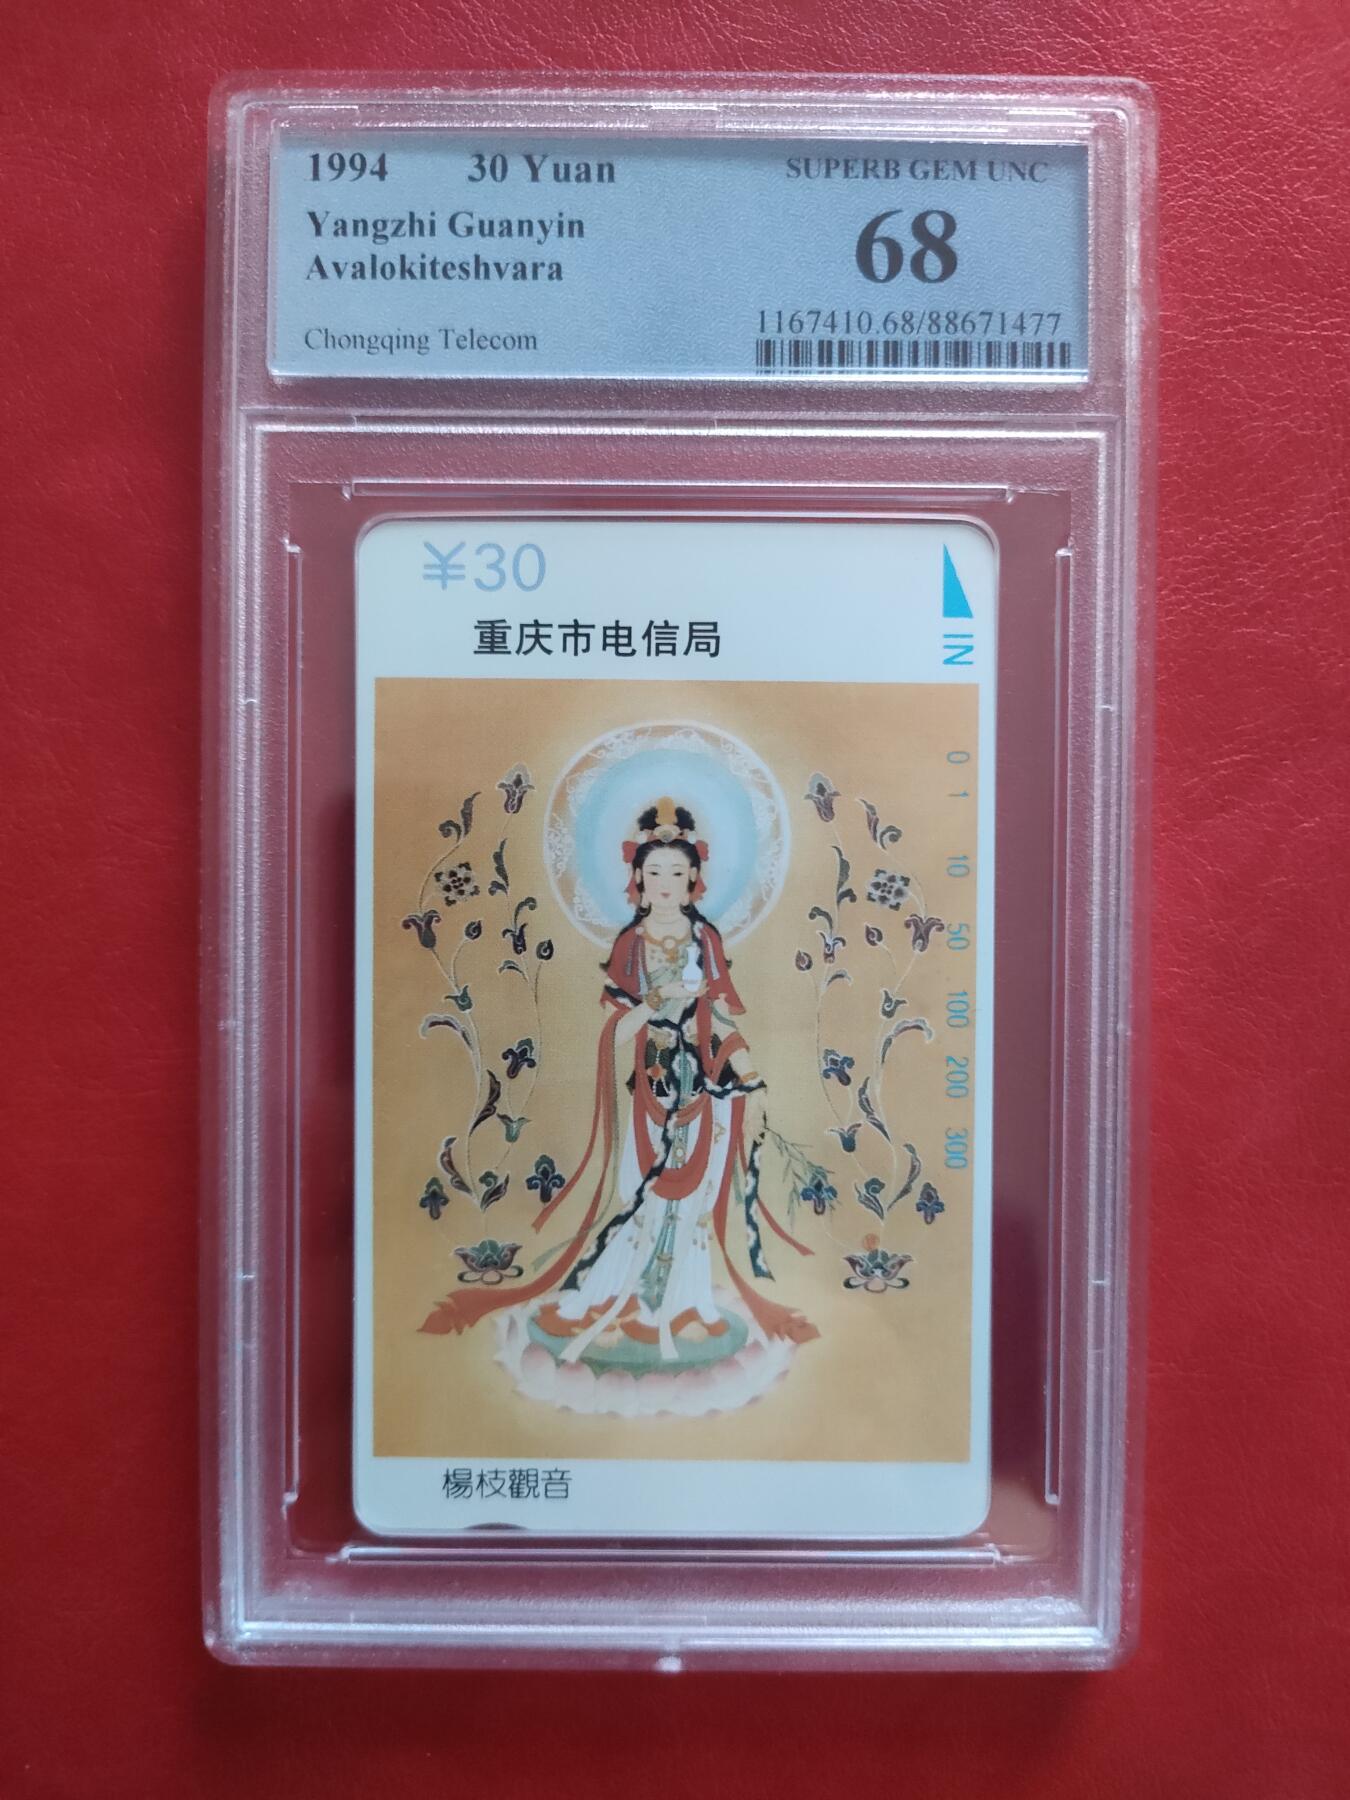 1994 30 Yuan
SUPERB GEM UNC
Yangzhi Guanyin
Avalokiteshvara
68
Chongqing Telecom
1167410.68/88671477
¥30
重庆市电信局
IN
0 1 10 50 100 200 300
楊枝觀音